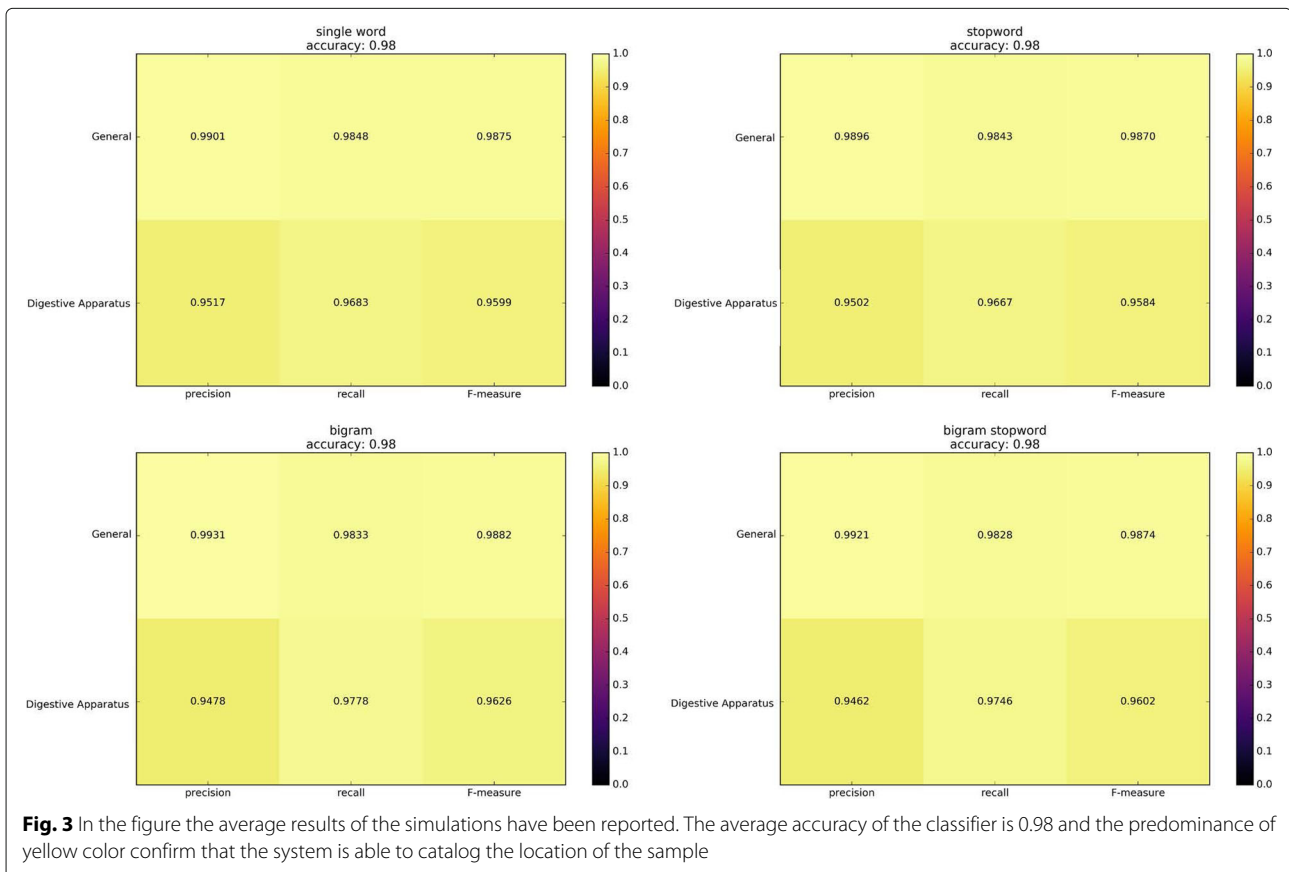 single word
accuracy: 0.98
1.0
0.9
General 0.9901 0.9848 0.9875 0.8
0.7
0.6
0.5
0.4
0.3
Digestive Apparatus 0.9517 0.9683 0.9599 0.2
0.1
0.0
precision recall F-measure
stopword
accuracy: 0.98
1.0
0.9
General 0.9896 0.9843 0.9870 0.8
0.7
0.6
0.5
0.4
0.3
Digestive Apparatus 0.9502 0.9667 0.9584 0.2
0.1
0.0
precision recall F-measure
bigram
accuracy: 0.98
1.0
0.9
General 0.9931 0.9833 0.9882 0.8
0.7
0.6
0.5
0.4
0.3
Digestive Apparatus 0.9478 0.9778 0.9626 0.2
0.1
0.0
precision recall F-measure
bigram stopword
accuracy: 0.98
1.0
0.9
General 0.9921 0.9828 0.9874 0.8
0.7
0.6
0.5
0.4
0.3
Digestive Apparatus 0.9462 0.9746 0.9602 0.2
0.1
0.0
precision recall F-measure
Fig. 3 In the figure the average results of the simulations have been reported. The average accuracy of the classifier is 0.98 and the predominance of
yellow color confirm that the system is able to catalog the location of the sample